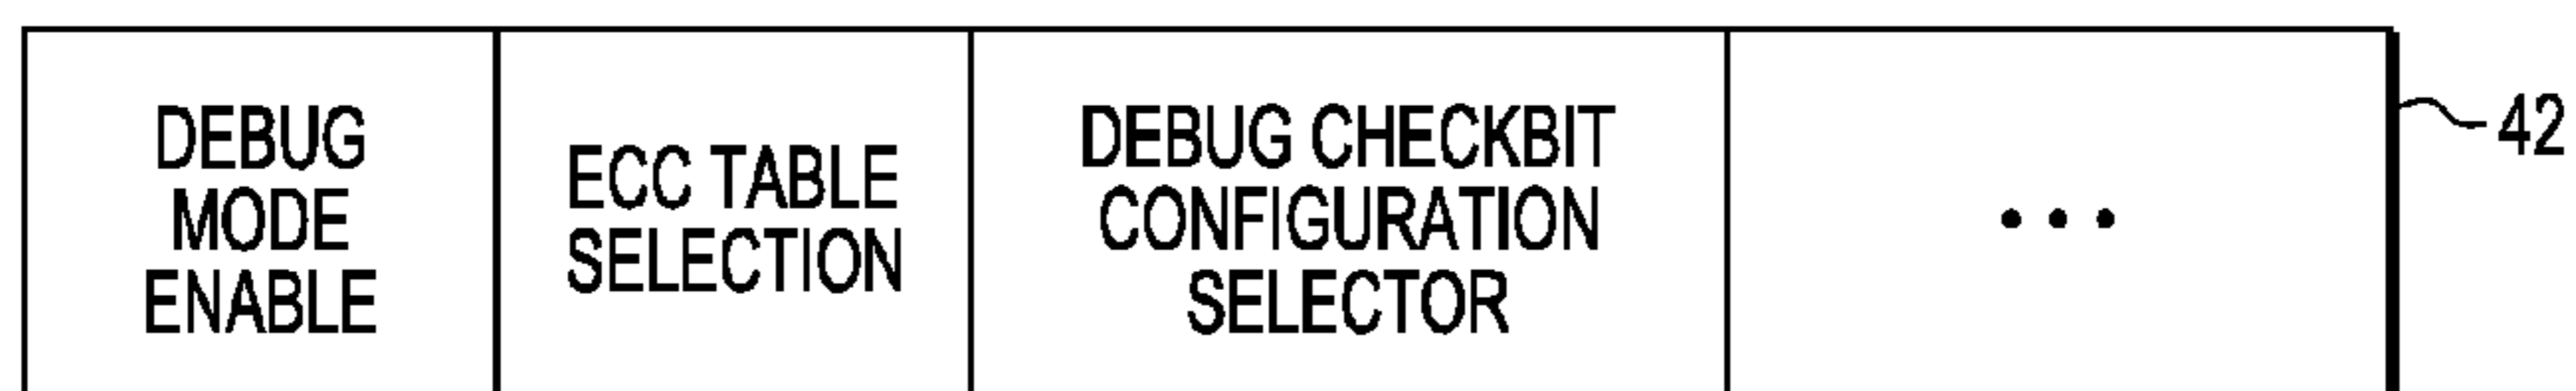 DEBUG
MODE
ENABLE
ECC TABLE
SELECTION
DEBUG CHECKBIT
CONFIGURATION
SELECTOR
• • •
42